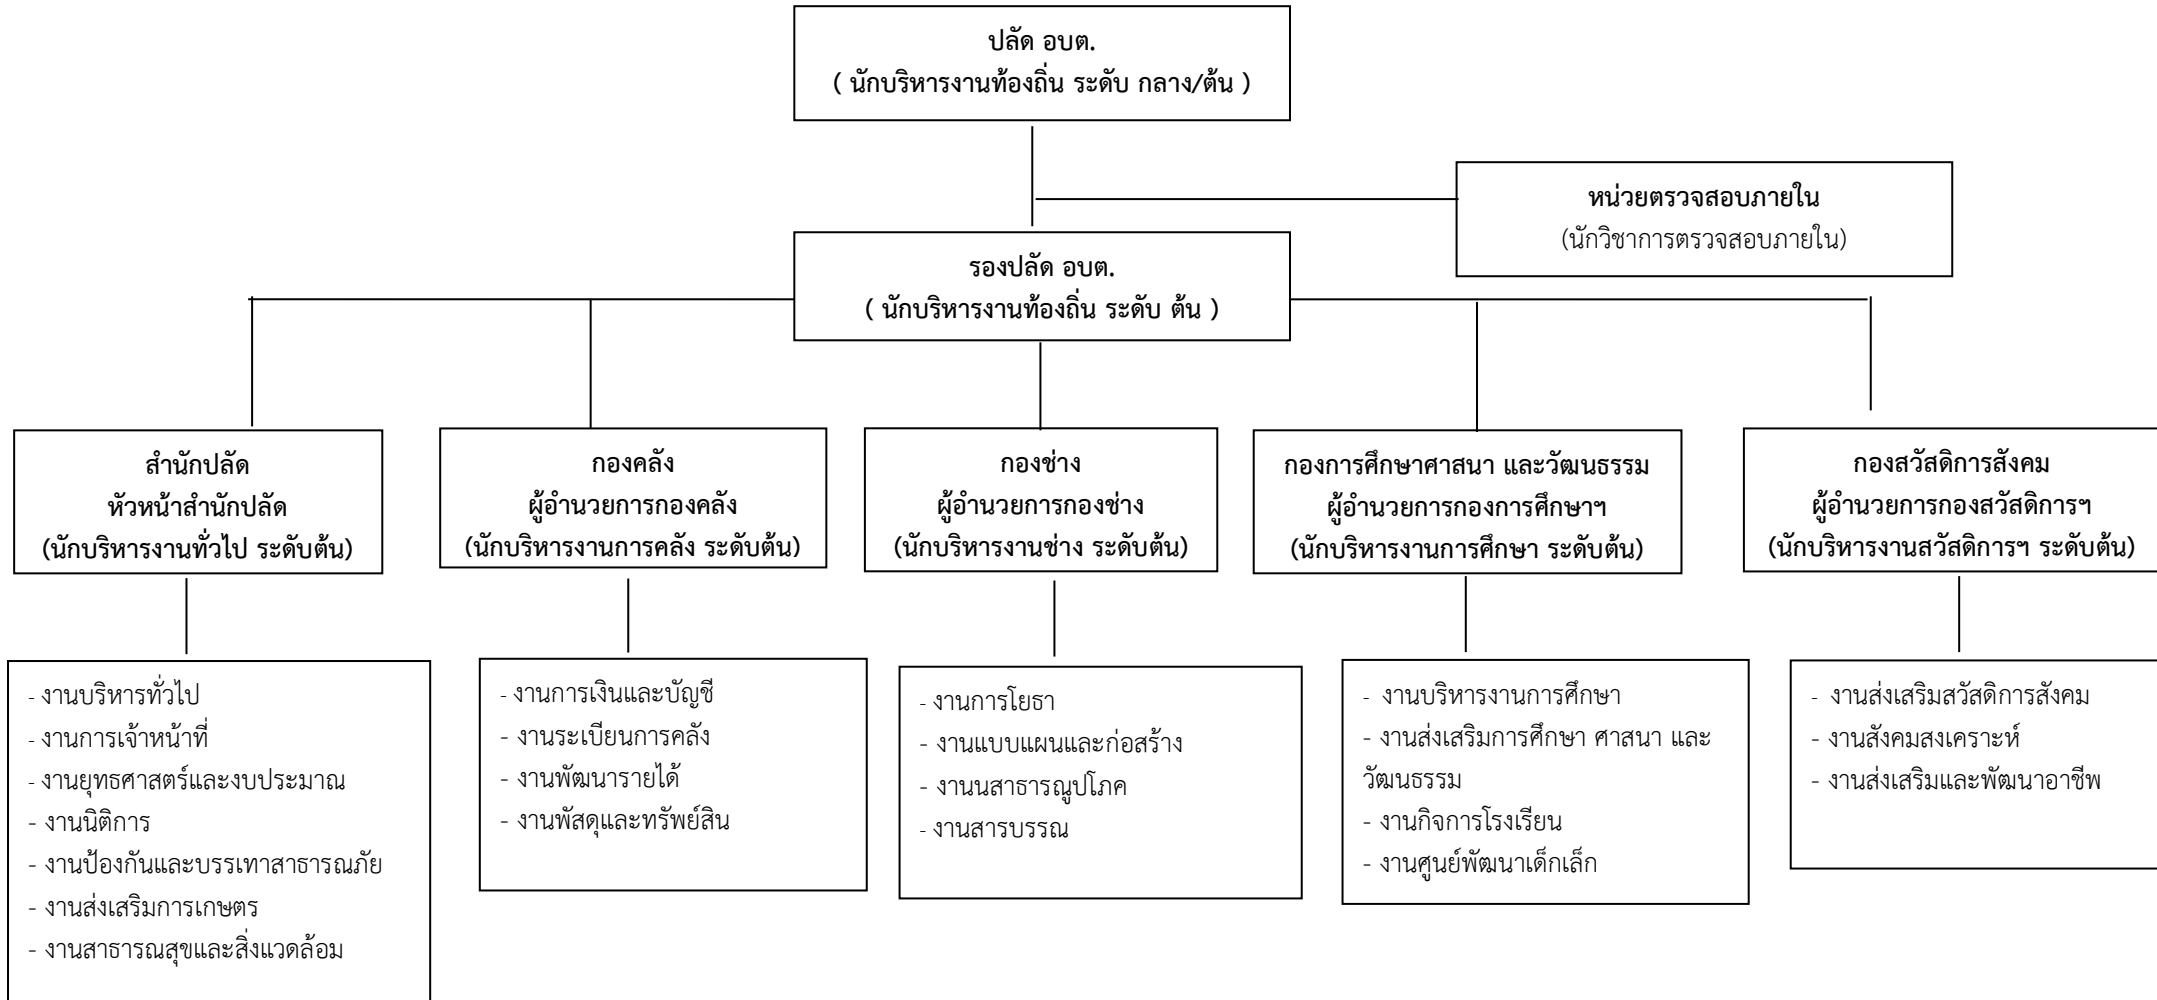 ปลัด อบต.
( นักบริหารงานท้องถิ่น ระดับ กลาง/ต้น )
หน่วยตรวจสอบภายใน
(นักวิชาการตรวจสอบภายใน)
รองปลัด อบต.
( นักบริหารงานท้องถิ่น ระดับ ต้น )
สำนักปลัด
หัวหน้าสำนักปลัด
(นักบริหารงานทั่วไป ระดับต้น)
กองคลัง
ผู้อำนวยการกองคลัง
(นักบริหารงานการคลัง ระดับต้น)
กองช่าง
ผู้อำนวยการกองช่าง
(นักบริหารงานช่าง ระดับต้น)
กองการศึกษาศาสนา และวัฒนธรรม
ผู้อำนวยการกองการศึกษาฯ
(นักบริหารงานการศึกษา ระดับต้น)
กองสวัสดิการสังคม
ผู้อำนวยการกองสวัสดิการฯ
(นักบริหารงานสวัสดิการฯ ระดับต้น)
- งานบริหารทั่วไป
- งานการเจ้าหน้าที่
- งานยุทธศาสตร์และงบประมาณ
- งานนิติการ
- งานป้องกันและบรรเทาสาธารณภัย
- งานส่งเสริมการเกษตร
- งานสาธารณสุขและสิ่งแวดล้อม
- งานการเงินและบัญชี
- งานระเบียนการคลัง
- งานพัฒนารายได้
- งานพัสดุและทรัพย์สิน
- งานการโยธา
- งานแบบแผนและก่อสร้าง
- งานนสาธารณูปโภค
- งานสารบรรณ
- งานบริหารงานการศึกษา
- งานส่งเสริมการศึกษา ศาสนา และ
วัฒนธรรม
- งานกิจการโรงเรียน
- งานศูนย์พัฒนาเด็กเล็ก
- งานส่งเสริมสวัสดิการสังคม
- งานสังคมสงเคราะห์
- งานส่งเสริมและพัฒนาอาชีพ